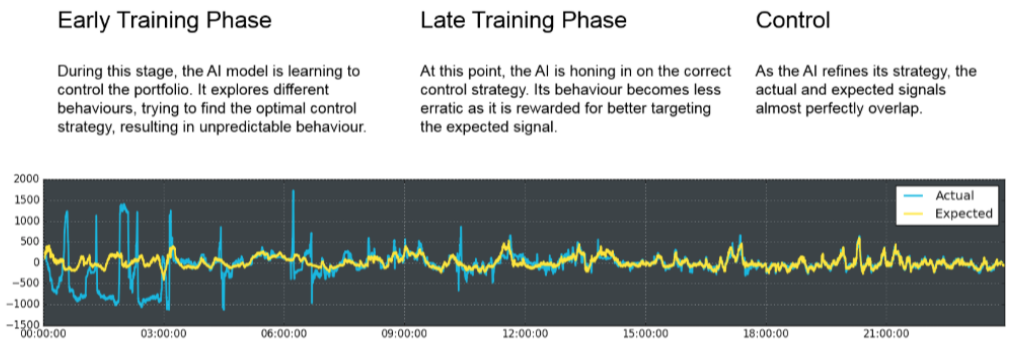 Early Training Phase
During this stage, the AI model is learning to
control the portfolio. It explores different
behaviours, trying to find the optimal control
strategy, resulting in unpredictable behaviour.
Late Training Phase
At this point, the AI is honing in on the correct
control strategy. Its behaviour becomes less
erratic as it is rewarded for better targeting
the expected signal.
Control
As the AI refines its strategy, the
actual and expected signals
almost perfectly overlap.
2000
1500
1000
500
0
−500
−1000
−1500
Actual
Expected
00:00:00 03:00:00 06:00:00 09:00:00 12:00:00 15:00:00 18:00:00 21:00:00